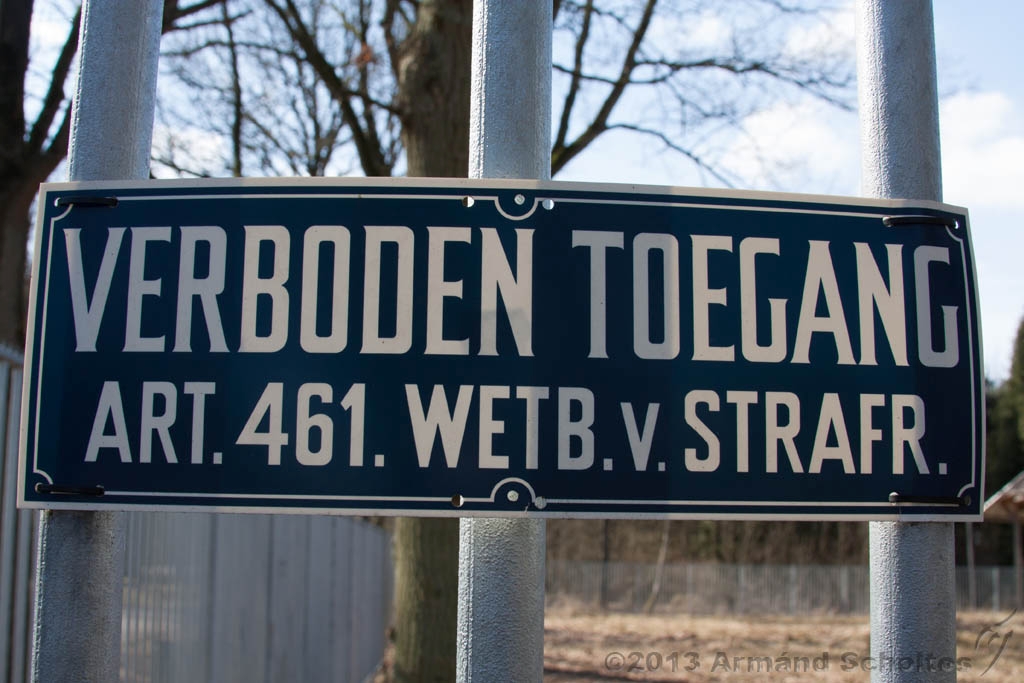 VERBODEN TOEGANG
ART. 461. WETB. V. STRAFR.
©2013 Armánd Scholtes